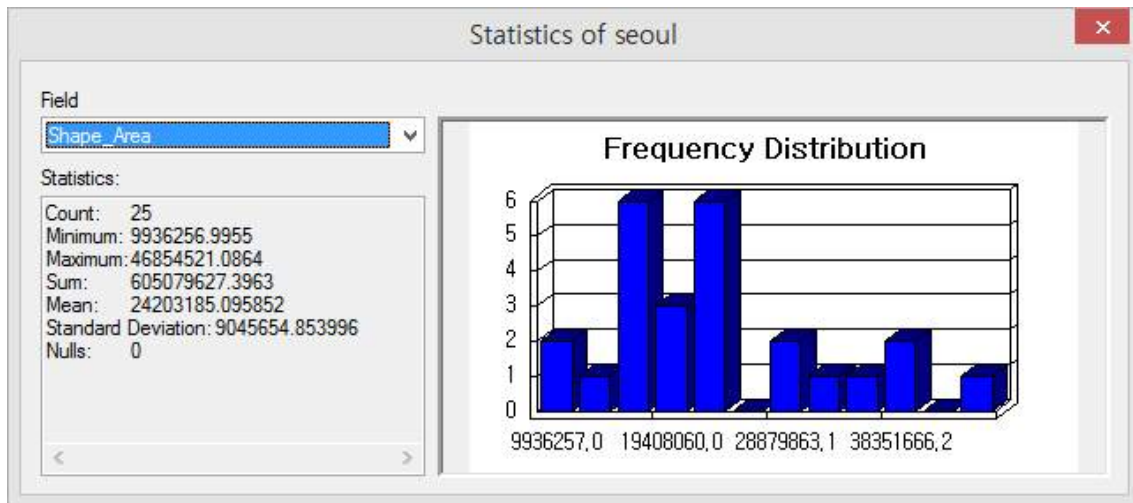 Statistics of seoul
Field
Shape_Area
Statistics:
Count: 25
Minimum: 9936256.9955
Maximum: 46854521.0864
Sum: 605079627.3963
Mean: 24203185.095852
Standard Deviation: 9045654.853996
Nulls: 0
Frequency Distribution
6
5
4
3
2
1
0
9936257,0 19408060,0 28879863,1 38351666,2